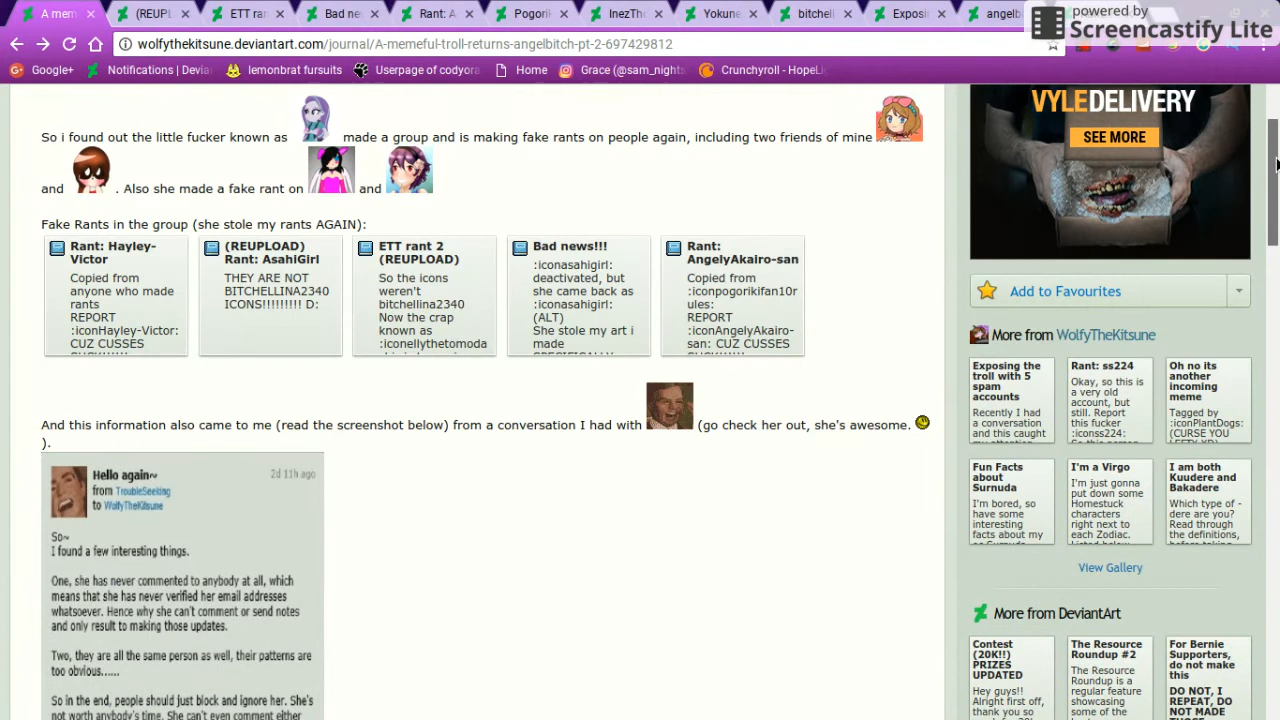 A mem
(REUPL
ETT ran
Bad ne
Rant: A
Pogorik
InezThe
Yokune
bitchell
Exposin
angelb
powered by
Screencastify Lite
wolfythekitsune.deviantart.com/journal/A-memeful-troll-returns-angelbitch-pt-2-697429812
Google+
Notifications | Devia
lemonbrat fursuits
Userpage of codyora
Home
Grace (@sam_nights
Crunchyroll - HopeLi
So i found out the little fucker known as made a group and is making fake rants on people again, including two friends of mine
and . Also she made a fake rant on and
Fake Rants in the group (she stole my rants AGAIN):
Rant: Hayley-
Victor
Copied from
anyone who made
rants
REPORT
:iconHayley-Victor:
CUZ CUSSES
(REUPLOAD)
Rant: AsahiGirl
THEY ARE NOT
BITCHELLINA2340
ICONS!!!!!!!!! D:
ETT rant 2
(REUPLOAD)
So the icons
weren't
bitchellina2340
Now the crap
known as
:iconellythetomoda
Bad news!!!
:iconasahigirl:
deactivated, but
she came back as
:iconasahigirl:
(ALT)
She stole my art i
made
Rant:
AngelyAkairo-san
Copied from
:iconpogorikifan10r
rules:
REPORT
:iconAngelyAkairo-
san: CUZ CUSSES
And this information also came to me (read the screenshot below) from a conversation I had with (go check her out, she's awesome.
).
Hello again~
2d 11h ago
from TroubleSeeking
to WolfyTheKitsune
So~
I found a few interesting things.
One, she has never commented to anybody at all, which
means that she has never verified her email addresses
whatsoever. Hence why she can't comment or send notes
and only result to making those updates.
Two, they are all the same person as well, their patterns are
too obvious......
So in the end, people should just block and ignore her. She's
not worth anybody's time. She can't even comment either
VYLEDELIVERY
SEE MORE
Add to Favourites
More from WolfyTheKitsune
Exposing the
troll with 5
spam
accounts
Recently I had
a conversation
and this caught
Rant: ss224
Okay, so this is
a very old
account, but
still. Report
this fucker
:iconss224:
So this person
Oh no its
another
incoming
meme
Tagged by
:iconPlantDogs:
(CURSE YOU
Fun Facts
about
Surnuda
I'm bored, so
have some
interesting
facts about my
oc Surnuda
I'm a Virgo
I'm just gonna
put down some
Homestuck
characters
right next to
each Zodiac.
Listed below
I am both
Kuudere and
Bakadere
Which type of -
dere are you?
Read through
the definitions,
before taking
View Gallery
More from DeviantArt
Contest
(20K!!)
PRIZES
UPDATED
Hey guys!!
Alright first off,
thank you
The Resource
Roundup #2
The Resource
Roundup is a
regular feature
showcasing
some of the
For Bernie
Supporters,
do not make
this
DO NOT, I
REPEAT, DO
NOT MADE